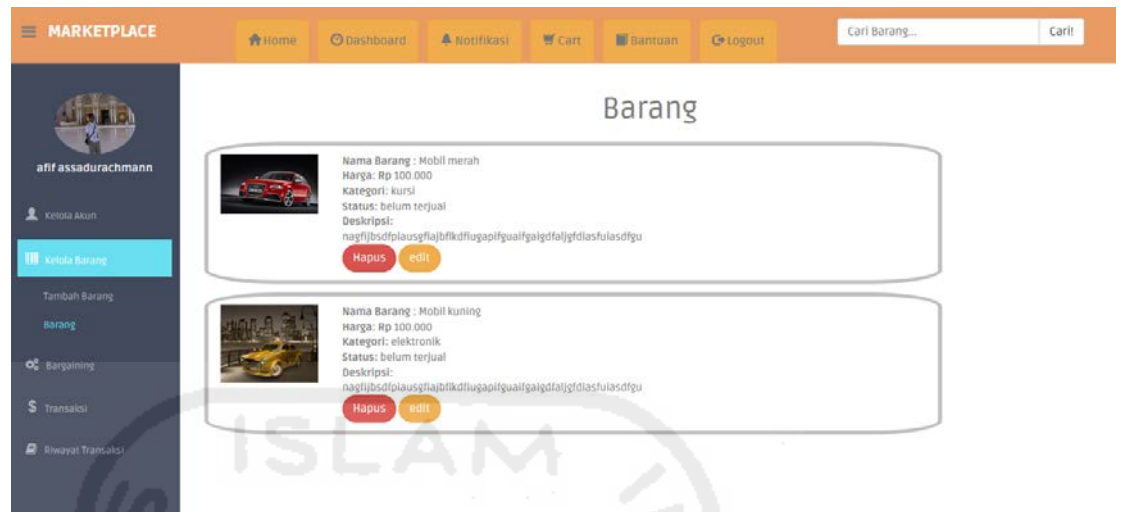 MARKETPLACE
Home
Dashboard
Notifikasi
Cart
Bantuan
Logout
Cari Barang...
Cari!
afif assadurachmann
Kelola Akun
Kelola Barang
Tambah Barang
Barang
Bargaining
Transaksi
Riwayat Transaksi
Barang
Nama Barang : Mobil merah
Harga: Rp 100.000
Kategori: kursi
Status: belum terjual
Deskripsi:
Hapus
edit
Nama Barang : Mobil kuning
Harga: Rp 100.000
Kategori: elektronik
Status: belum terjual
Deskripsi:
Hapus
edit
ISLAM